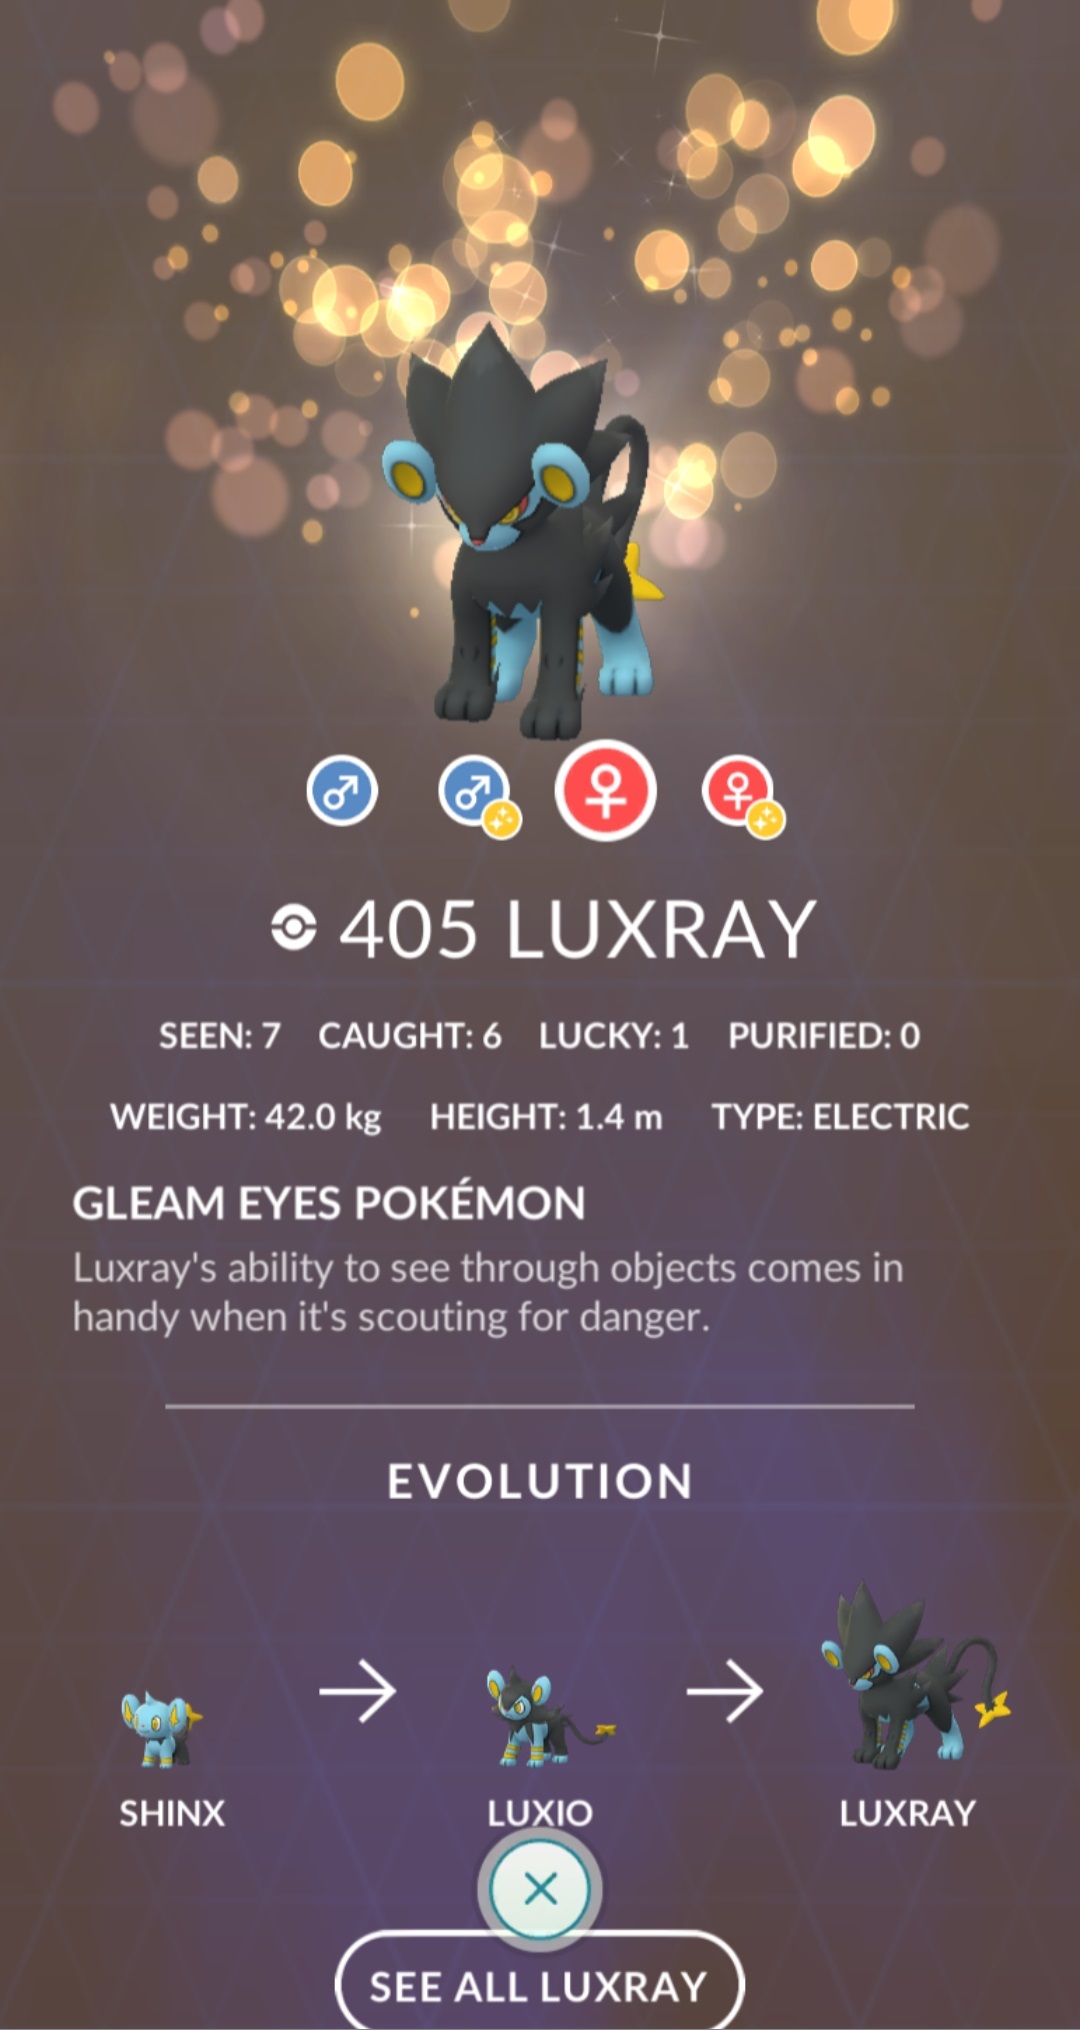 405 LUXRAY
SEEN: 7 CAUGHT: 6 LUCKY: 1 PURIFIED: 0
WEIGHT: 42.0 kg HEIGHT: 1.4 m TYPE: ELECTRIC
GLEAM EYES POKÉMON
Luxray's ability to see through objects comes in
handy when it's scouting for danger.
EVOLUTION
SHINX LUXIO LUXRAY
SEE ALL LUXRAY